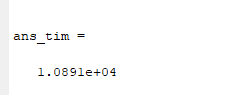 ans_tim =
1.0891e+04